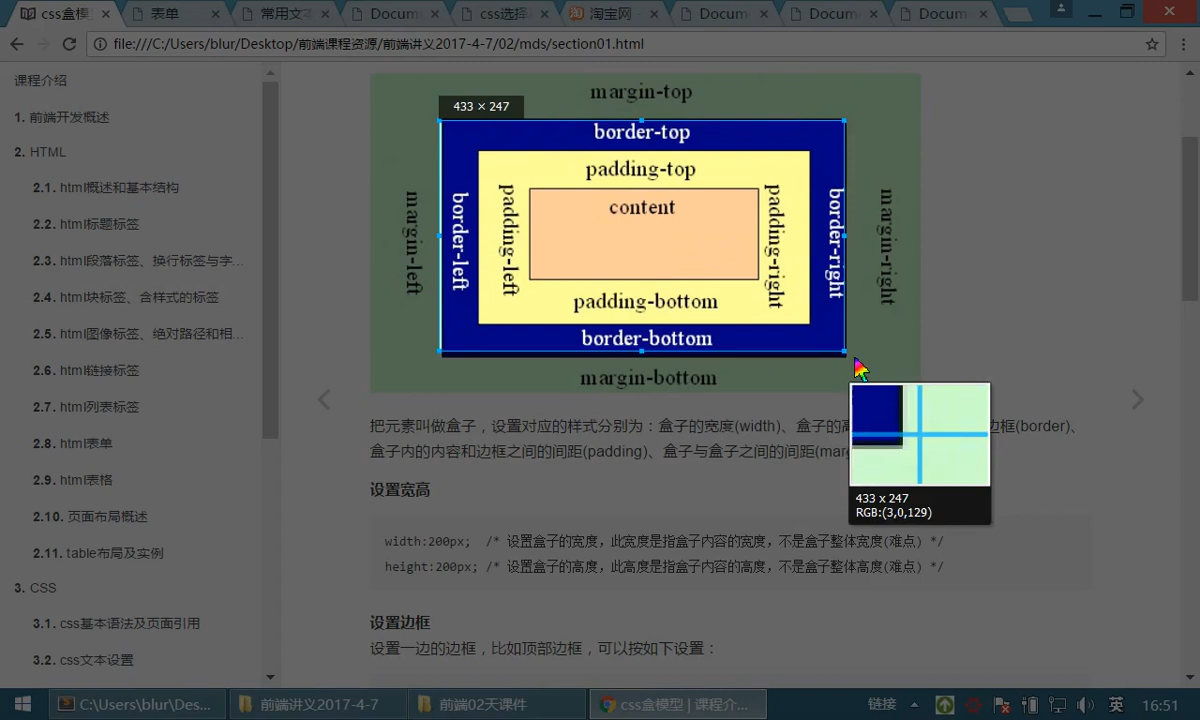 css盒模
表单
常用文本
Docum
css选择
淘宝网
Docum
Docum
Docum
file:///C:/Users/blur/Desktop/前端课程资源/前端讲义2017-4-7/02/mds/section01.html
课程介绍
1. 前端开发概述
2. HTML
2.1. html概述和基本结构
2.2. html标题标签
2.3. html段落标签、换行标签与字...
2.4. html块标签、含样式的标签
2.5. html图像标签、绝对路径和相...
2.6. html链接标签
2.7. html列表标签
2.8. html表单
2.9. html表格
2.10. 页面布局概述
2.11. table布局及实例
3. CSS
3.1. css基本语法及页面引用
3.2. css文本设置
margin-top
433 × 247
border-top
padding-top
content
margin-left
border-left
padding-left
padding-right
border-right
margin-right
padding-bottom
border-bottom
margin-bottom
把元素叫做盒子，设置对应的样式分别为：盒子的宽度(width)、盒子的高
边框(border)、
盒子内的内容和边框之间的间距(padding)、盒子与盒子之间的间距(mar
433 x 247
RGB:(3,0,129)
设置宽高
width:200px; /* 设置盒子的宽度，此宽度是指盒子内容的宽度，不是盒子整体宽度(难点) */
height:200px; /* 设置盒子的高度，此高度是指盒子内容的高度，不是盒子整体高度(难点) */
设置边框
设置一边的边框，比如顶部边框，可以按如下设置：
C:\Users\blur\Des...
前端讲义2017-4-7
前端02天课件
css盒模型 | 课程介...
链接
英
16:51